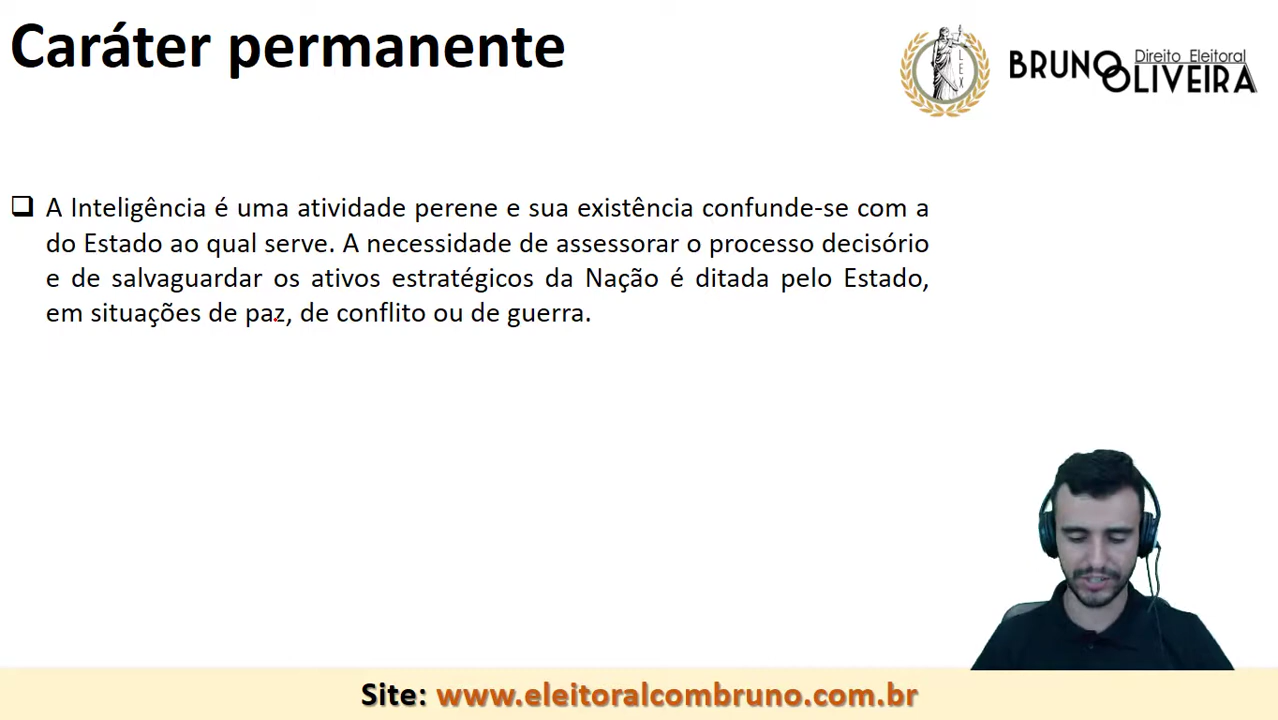 Caráter permanente
LEX
BRUNO
Direito Eleitoral
OLIVEIRA
❑ A Inteligência é uma atividade perene e sua existência confunde-se com a
do Estado ao qual serve. A necessidade de assessorar o processo decisório
e de salvaguardar os ativos estratégicos da Nação é ditada pelo Estado,
em situações de paz, de conflito ou de guerra.
Site: www.eleitoralcombruno.com.br